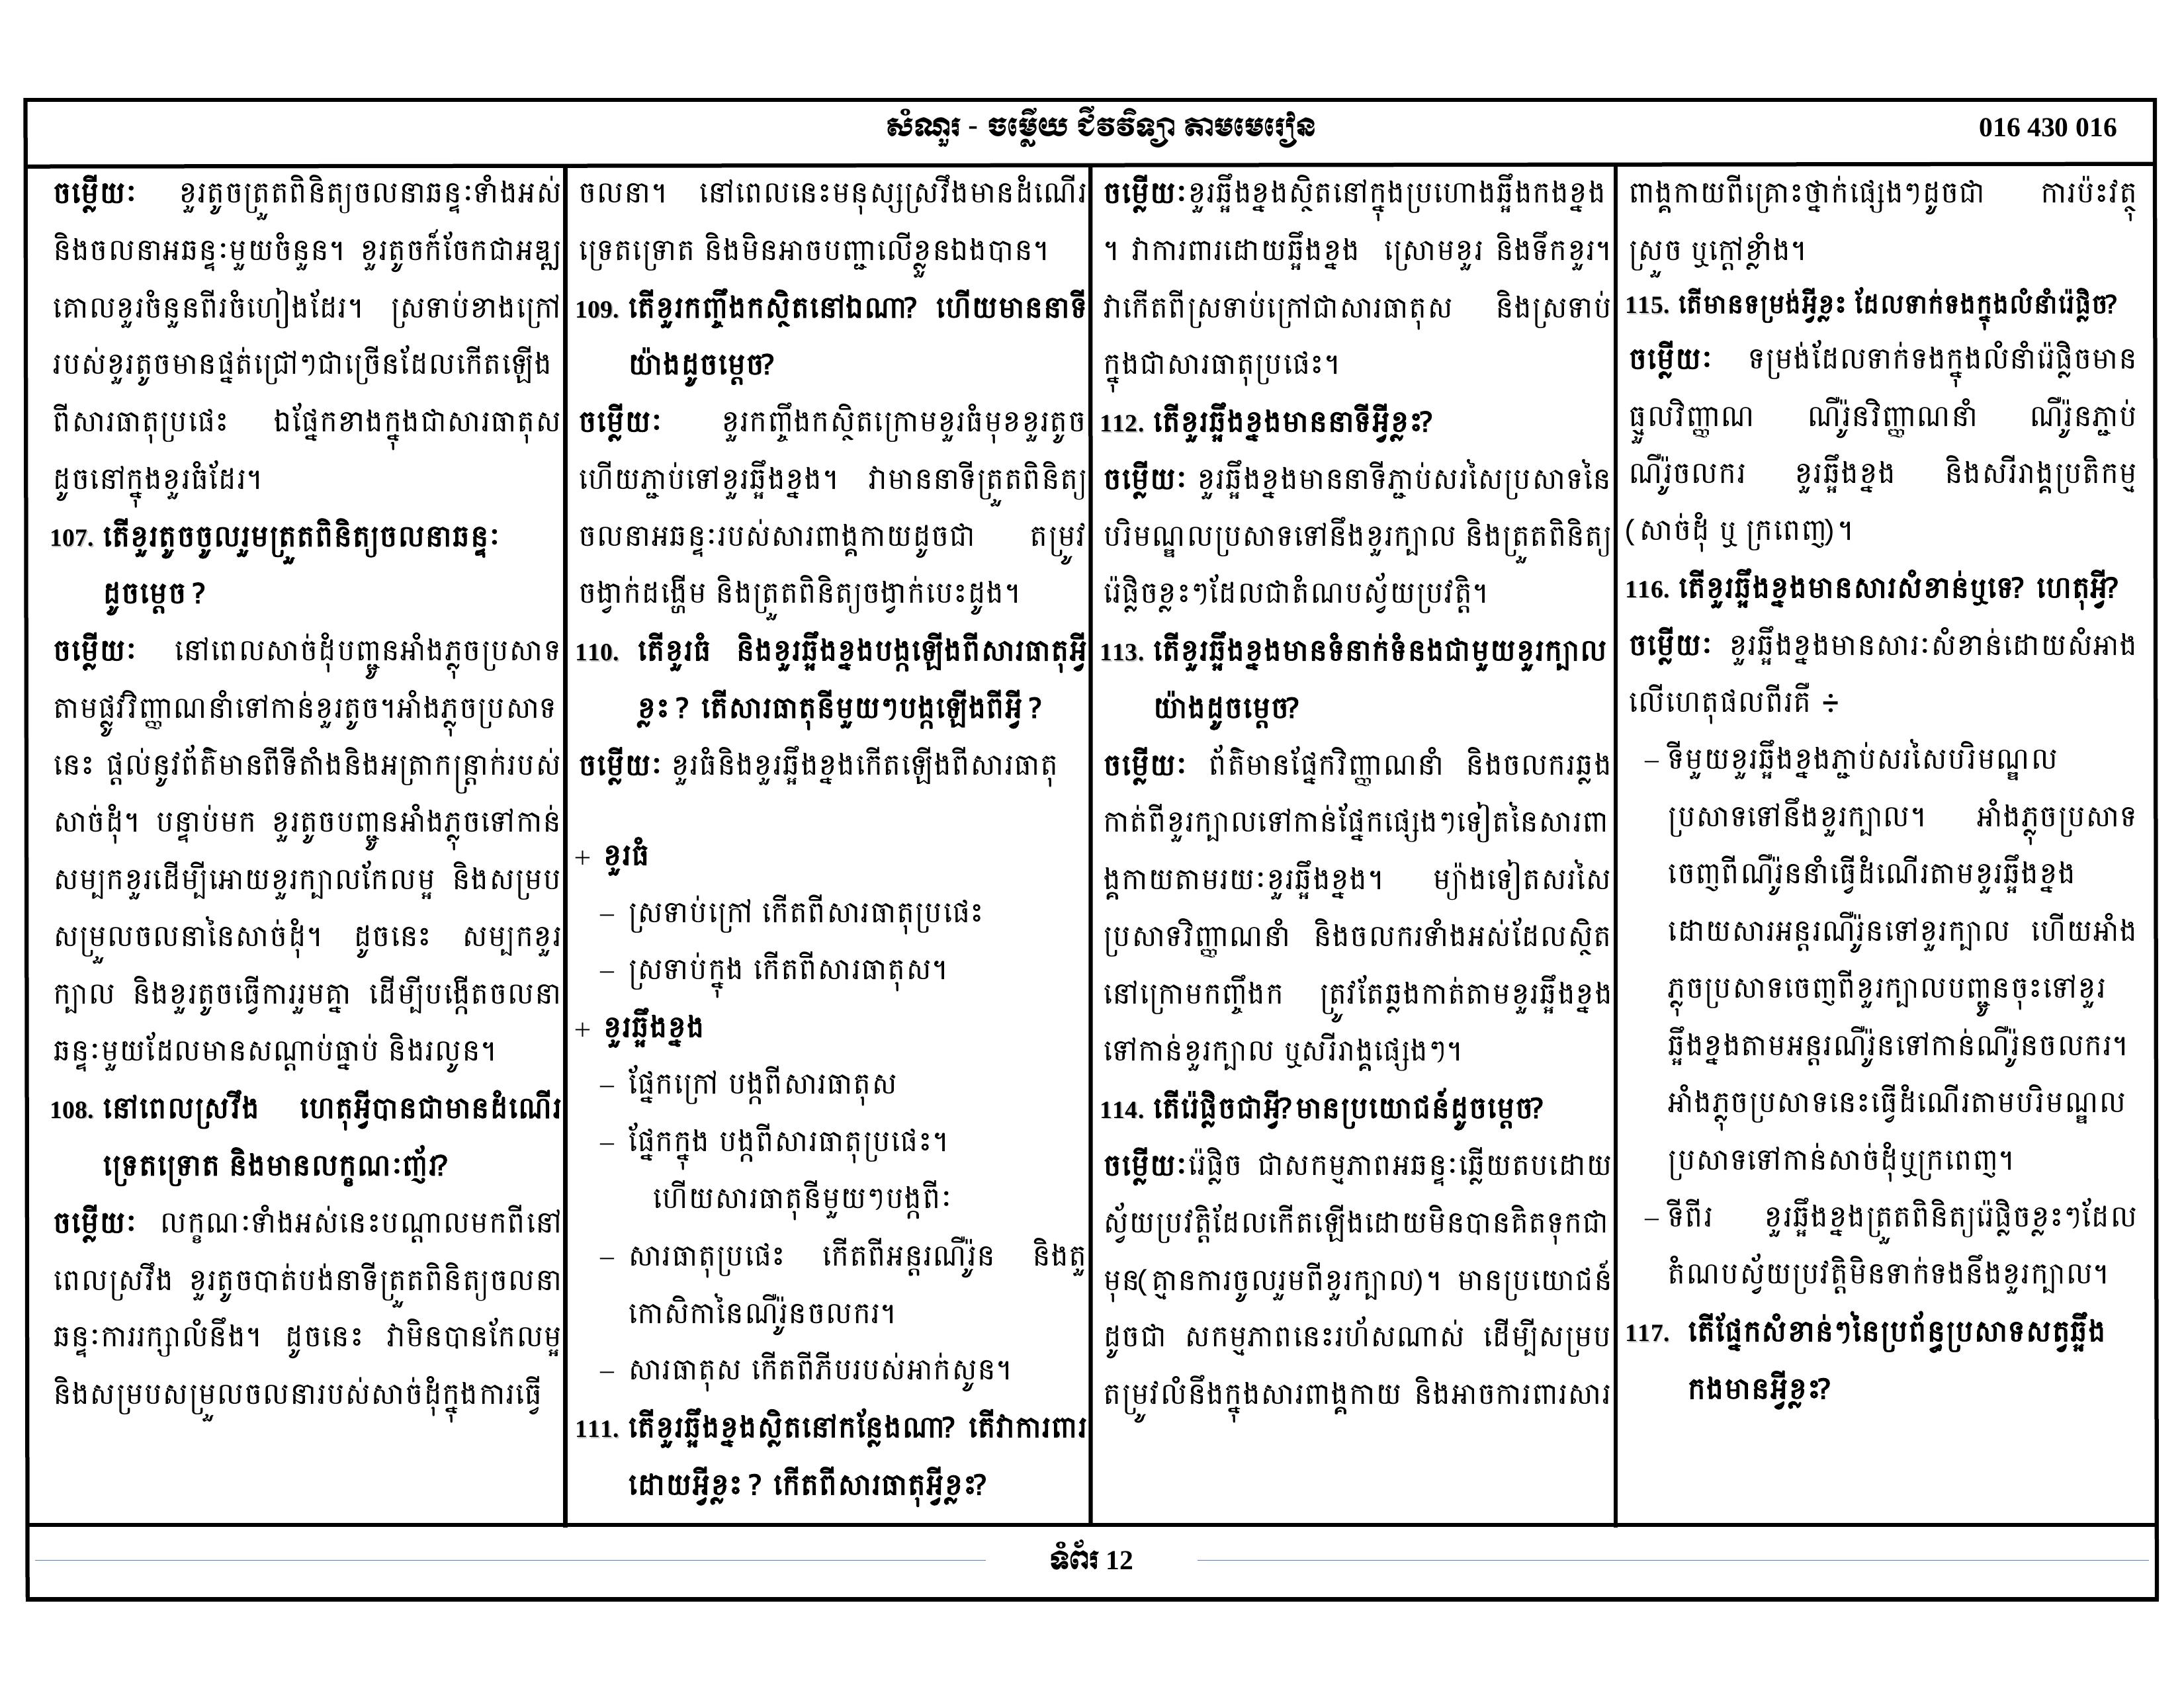 សំណួរ - ចម្លើយ ជីវវិទ្យា តាមមេរៀន
016 430 016
ចម្លើយៈ ខួរតូចត្រួតពិនិត្យចលនាឆន្ទៈទាំងអស់
និងចលនាអឆន្ទៈមួយចំនួន។ ខួរតូចក៏ចែកជាអឌ្ឍ
គោលខួរចំនួនពីរចំហៀងដែរ។ ស្រទាប់ខាងក្រៅ
របស់ខួរតូចមានផ្នត់ជ្រៅៗជាច្រើនដែលកើតឡើង
ពីសារធាតុប្រផេះ ឯផ្នែកខាងក្នុងជាសារធាតុស
ដូចនៅក្នុងខួរធំដែរ។
107. តើខួរតូចចូលរួមត្រួតពិនិត្យចលនាឆន្ទៈ
ដូចម្តេច ?
ចម្លើយៈ នៅពេលសាច់ដុំបញ្ជូនអាំងភ្លុចប្រសាទ
តាមផ្លូវវិញ្ញាណនាំទៅកាន់ខួរតូច។អាំងភ្លុចប្រសាទ
នេះ ផ្តល់នូវព័ត៌មានពីទីតាំងនិងអត្រាកន្ត្រាក់របស់
សាច់ដុំ។ បន្ទាប់មក ខួរតូចបញ្ជូនអាំងភ្លុចទៅកាន់
សម្បកខួរដើម្បីអោយខួរក្បាលកែលម្អ និងសម្រប
សម្រួលចលនានៃសាច់ដុំ។ ដូចនេះ សម្បកខួរ
ក្បាល និងខួរតូចធ្វើការរួមគ្នា ដើម្បីបង្កើតចលនា
ឆន្ទៈមួយដែលមានសណ្តាប់ធ្នាប់ និងរលូន។
108. នៅពេលស្រវឹង ហេតុអ្វីបានជាមានដំណើរ
ទ្រេតទ្រោត និងមានលក្ខណៈញ័រ?
ចម្លើយៈ លក្ខណៈទាំងអស់នេះបណ្តាលមកពីនៅ
ពេលស្រវឹង ខួរតូចបាត់បង់នាទីត្រួតពិនិត្យចលនា
ឆន្ទៈការរក្សាលំនឹង។ ដូចនេះ វាមិនបានកែលម្អ
និងសម្របសម្រួលចលនារបស់សាច់ដុំក្នុងការធ្វើ
ចលនា។ នៅពេលនេះមនុស្សស្រវឹងមានដំណើរ
ទ្រេតទ្រោត និងមិនអាចបញ្ជាលើខ្លួនឯងបាន។
109. តើខួរកញ្ចឹងកស្ថិតនៅឯណា? ហើយមាននាទី
យ៉ាងដូចម្តេច?
ចម្លើយៈ ខួរកញ្ចឹងកស្ថិតក្រោមខួរធំមុខខួរតូច
ហើយភ្ជាប់ទៅខួរឆ្អឹងខ្នង។ វាមាននាទីត្រួតពិនិត្យ
ចលនាអឆន្ទៈរបស់សារពាង្គកាយដូចជា តម្រូវ
ចង្វាក់ដង្ហើម និងត្រួតពិនិត្យចង្វាក់បេះដូង។
110. តើខួរធំ និងខួរឆ្អឹងខ្នងបង្កឡើងពីសារធាតុអ្វី
ខ្លះ ? តើសារធាតុនីមួយៗបង្កឡើងពីអ្វី ?
ចម្លើយៈ ខួរធំនិងខួរឆ្អឹងខ្នងកើតឡើងពីសារធាតុ
+ ខួរធំ
– ស្រទាប់ក្រៅ កើតពីសារធាតុប្រផេះ
– ស្រទាប់ក្នុង កើតពីសារធាតុស។
+ ខួរឆ្អឹងខ្នង
– ផ្នែកក្រៅ បង្កពីសារធាតុស
– ផ្នែកក្នុង បង្កពីសារធាតុប្រផេះ។
ហើយសារធាតុនីមួយៗបង្កពីៈ
– សារធាតុប្រផេះ កើតពីអន្តរណឺរ៉ូន និងតួ
កោសិកានៃណឺរ៉ូនចលករ។
– សារធាតុស កើតពីភីបរបស់អាក់សូន។
111. តើខួរឆ្អឹងខ្នងស្ថិតនៅកន្លែងណា? តើវាការពារ
ដោយអ្វីខ្លះ ? កើតពីសារធាតុអ្វីខ្លះ?
ចម្លើយៈខួរឆ្អឹងខ្នងស្ថិតនៅក្នុងប្រហោងឆ្អឹងកងខ្នង
។ វាការពារដោយឆ្អឹងខ្នង ស្រោមខួរ និងទឹកខួរ។
វាកើតពីស្រទាប់ក្រៅជាសារធាតុស និងស្រទាប់
ក្នុងជាសារធាតុប្រផេះ។
112. តើខួរឆ្អឹងខ្នងមាននាទីអ្វីខ្លះ?
ចម្លើយៈ ខួរឆ្អឹងខ្នងមាននាទីភ្ជាប់សរសៃប្រសាទនៃ
បរិមណ្ឌលប្រសាទទៅនឹងខួរក្បាល និងត្រួតពិនិត្យ
រ៉េផ្លិចខ្លះៗដែលជាតំណបស្វ័យប្រវត្តិ។
113. តើខួរឆ្អឹងខ្នងមានទំនាក់ទំនងជាមួយខួរក្បាល
យ៉ាងដូចម្តេច?
ចម្លើយៈ ព័ត៌មានផ្នែកវិញ្ញាណនាំ និងចលករឆ្លង
កាត់ពីខួរក្បាលទៅកាន់ផ្នែកផ្សេងៗទៀតនៃសារពា
ង្គកាយតាមរយៈខួរឆ្អឹងខ្នង។ ម្យ៉ាងទៀតសរសៃ
ប្រសាទវិញ្ញាណនាំ និងចលករទាំងអស់ដែលស្ថិត
នៅក្រោមកញ្ចឹងក ត្រូវតែឆ្លងកាត់តាមខួរឆ្អឹងខ្នង
ទៅកាន់ខួរក្បាល ឬសរីរាង្គផ្សេងៗ។
114. តើរ៉េផ្លិចជាអ្វី?មានប្រយោជន៍ដូចម្តេច?
ចម្លើយៈរ៉េផ្លិច ជាសកម្មភាពអឆន្ទៈឆ្លើយតបដោយ
ស្វ័យប្រវត្តិដែលកើតឡើងដោយមិនបានគិតទុកជា
មុន(គ្មានការចូលរួមពីខួរក្បាល)។ មានប្រយោជន៍
ដូចជា សកម្មភាពនេះរហ័សណាស់ ដើម្បីសម្រប
តម្រូវលំនឹងក្នុងសារពាង្គកាយ និងអាចការពារសារ
ពាង្គកាយពីគ្រោះថ្នាក់ផ្សេងៗដូចជា ការប៉ះវត្ថុ
ស្រួច ឬក្តៅខ្លាំង។
115. តើមានទម្រង់អ្វីខ្លះ ដែលទាក់ទងក្នុងលំនាំរ៉េផ្លិច?
ចម្លើយៈ ទម្រង់ដែលទាក់ទងក្នុងលំនាំរ៉េផ្លិចមាន
ធ្មួលវិញ្ញាណ ណឺរ៉ូនវិញ្ញាណនាំ ណឺរ៉ូនភ្ជាប់
ណឺរ៉ូចលករ ខួរឆ្អឹងខ្នង និងសរីរាង្គប្រតិកម្ម
(សាច់ដុំ ឬ ក្រពេញ)។
116. តើខួរឆ្អឹងខ្នងមានសារសំខាន់ឬទេ? ហេតុអ្វី?
ចម្លើយៈ ខួរឆ្អឹងខ្នងមានសារៈសំខាន់ដោយសំអាង
លើហេតុផលពីរគឺ ÷
– ទីមួយខួរឆ្អឹងខ្នងភ្ជាប់សរសៃបរិមណ្ឌល
ប្រសាទទៅនឹងខួរក្បាល។ អាំងភ្លុចប្រសាទ
ចេញពីណឺរ៉ូននាំធ្វើដំណើរតាមខួរឆ្អឹងខ្នង
ដោយសារអន្តរណឺរ៉ូនទៅខួរក្បាល ហើយអាំង
ភ្លុចប្រសាទចេញពីខួរក្បាលបញ្ជូនចុះទៅខួរ
ឆ្អឹងខ្នងតាមអន្តរណឺរ៉ូនទៅកាន់ណឺរ៉ូនចលករ។
អាំងភ្លុចប្រសាទនេះធ្វើដំណើរតាមបរិមណ្ឌល
ប្រសាទទៅកាន់សាច់ដុំឬក្រពេញ។
– ទីពីរ ខួរឆ្អឹងខ្នងត្រួតពិនិត្យរ៉េផ្លិចខ្លះៗដែល
តំណបស្វ័យប្រវត្តិមិនទាក់ទងនឹងខួរក្បាល។
117. តើផ្នែកសំខាន់ៗនៃប្រព័ន្ធប្រសាទសត្វឆ្អឹង
កងមានអ្វីខ្លះ?
ទំព័រ 12